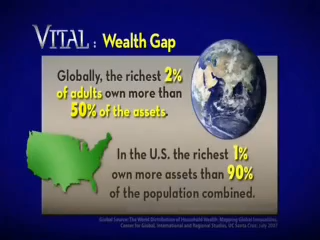 VITAL: Wealth Gap
Globally, the richest 2%
of adults own more than
50% of the assets.
In the U.S. the richest 1%
own more assets than 90%
of the population combined.
Global Source: The World Distribution of Household Wealth. Mapping Global Inequalities,
Center for Global, International and Regional Studies, UC Santa Cruz, July 2007